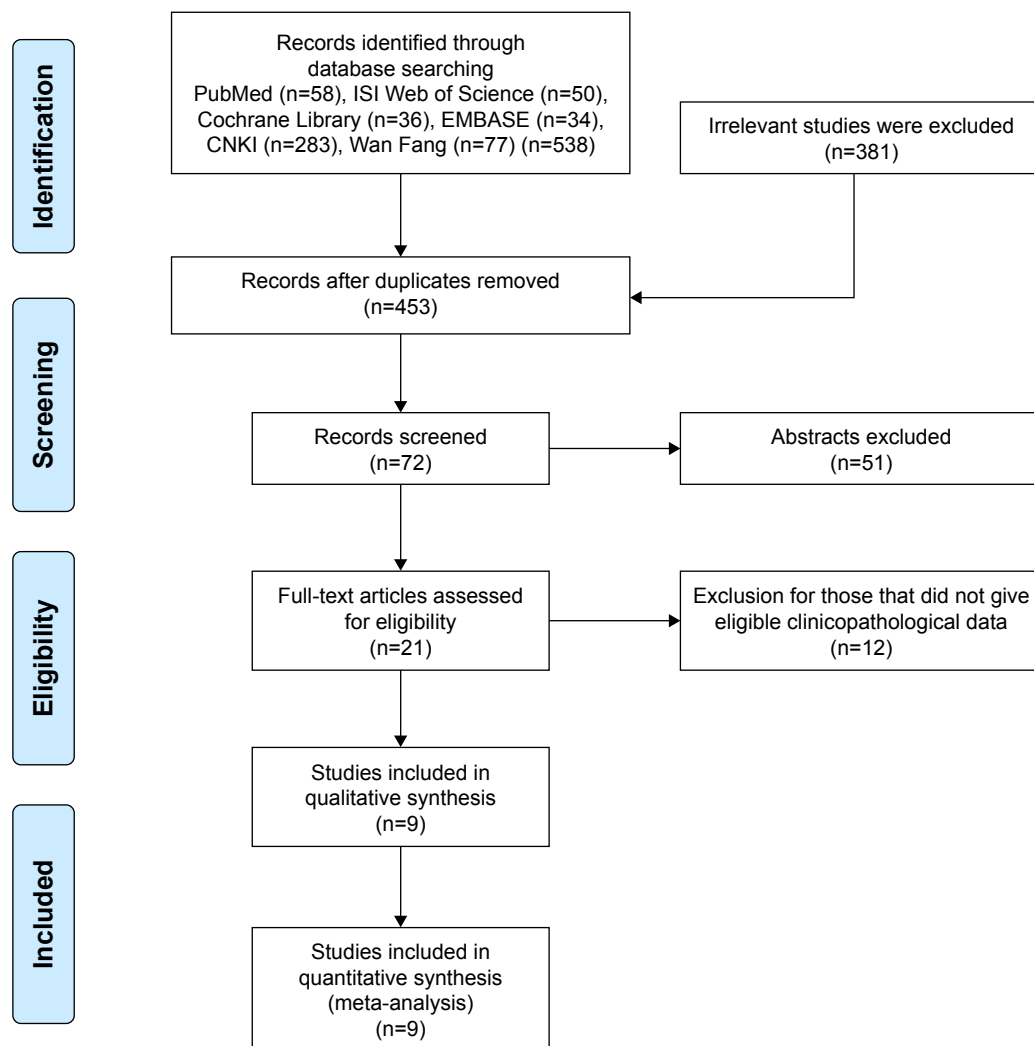 Identification
Records identified through
database searching
PubMed (n=58), ISI Web of Science (n=50),
Cochrane Library (n=36), EMBASE (n=34),
CNKI (n=283), Wan Fang (n=77) (n=538)
Irrelevant studies were excluded
(n=381)
Records after duplicates removed
(n=453)
Screening
Records screened
(n=72)
Abstracts excluded
(n=51)
Eligibility
Full-text articles assessed
for eligibility
(n=21)
Exclusion for those that did not give
eligible clinicopathological data
(n=12)
Included
Studies included in
qualitative synthesis
(n=9)
Studies included in
quantitative synthesis
(meta-analysis)
(n=9)